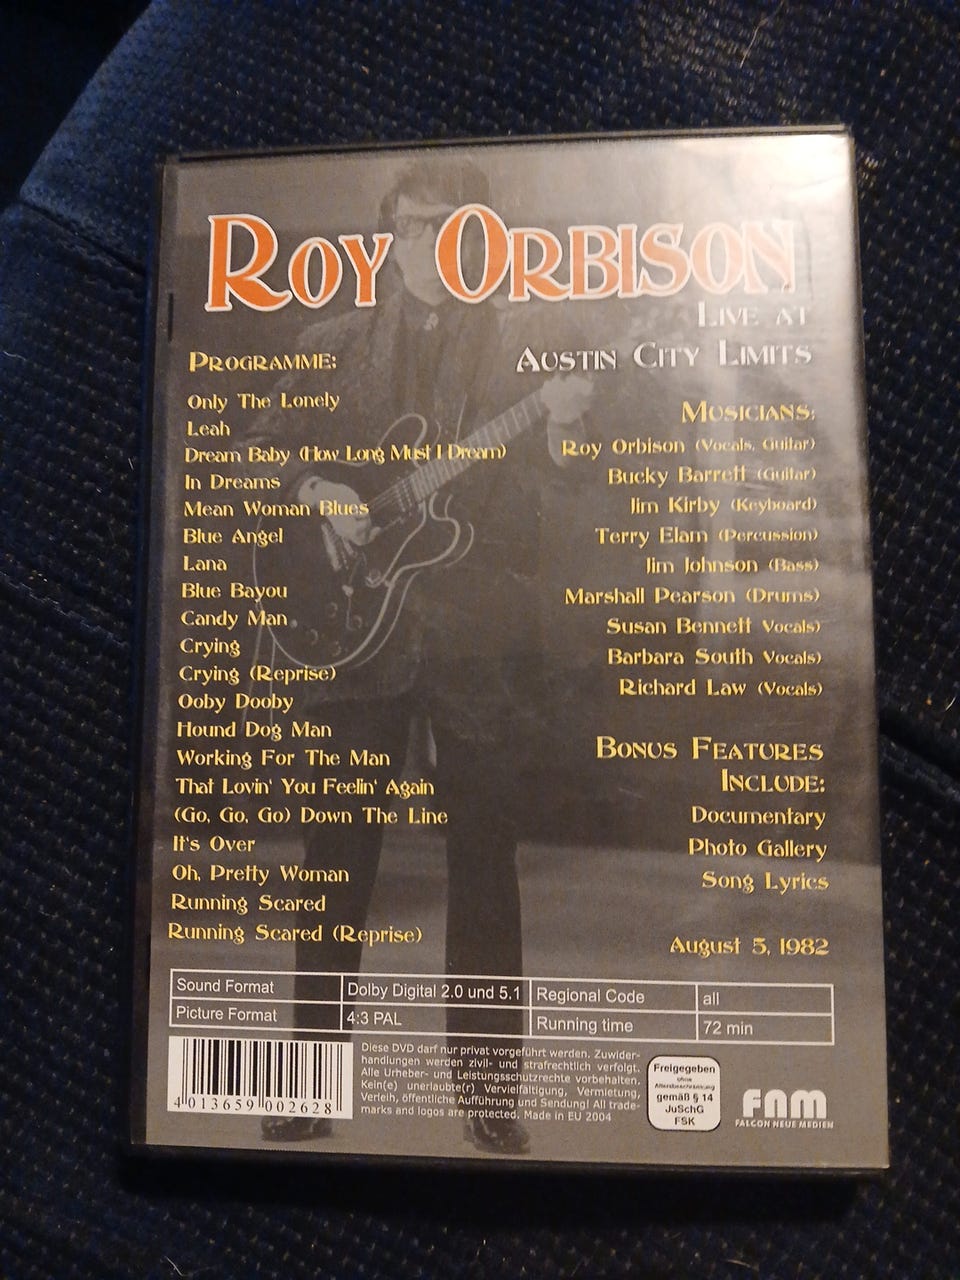 ROY ORBISON
LIVE AT
AUSTIN CITY LIMITS
PROGRAMME:
Only The Lonely
Leah
Dream Baby (How Long Must I Dream)
In Dreams
Mean Woman Blues
Blue Angel
Lana
Blue Bayou
Candy Man
Crying
Crying (Reprise)
Ooby Dooby
Hound Dog Man
Working For The Man
That Lovin' You Feelin' Again
(Go, Go, Go) Down The Line
It's Over
Oh, Pretty Woman
Running Scared
Running Scared (Reprise)
MUSICIANS:
Roy Orbison (Vocals, Guitar)
Bucky Barrett (Guitar)
Jim Kirby (Keyboard)
Terry Elam (Percussion)
Jim Johnson (Bass)
Marshall Pearson (Drums)
Susan Bennett Vocals)
Barbara South Vocals)
Richard Law (Vocals)
BONUS FEATURES
INCLUDE:
Documentary
Photo Gallery
Song Lyrics
August 5, 1982
Sound Format Dolby Digital 2.0 und 5.1 Regional Code all
Picture Format 4:3 PAL Running time 72 min
4 013659 002628
Diese DVD darf nur privat vorgeführt werden. Zuwider-
handlungen werden zivil- und strafrechtlich verfolgt.
Alle Urheber- und Leistungsschutzrechte vorbehalten.
Kein(e) unerlaubte(r) Vervielfältigung, Vermietung,
Verleih, öffentliche Aufführung und Sendung! All trade-
marks and logos are protected. Made in EU 2004
Freigegeben
ohne
Altersbeschränkung
gemäß § 14
JuSchG
FSK
FNM
FALCON NEUE MEDIEN